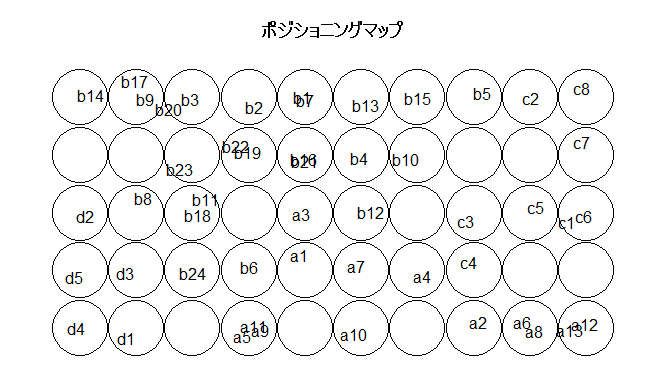 ポジショニングマップ
b14 b17 b9 b20 b3 b2 b1 b7 b13 b15 b5 c2 c8
b23 b22 b19 b16 b21 b4 b10 c7
d2 b8 b11 b18 a3 b12 c3 c5 c1 c6
d5 d3 b24 b6 a1 a7 a4 c4
d4 d1 a11 a5 a9 a10 a2 a6 a8 a13 a12